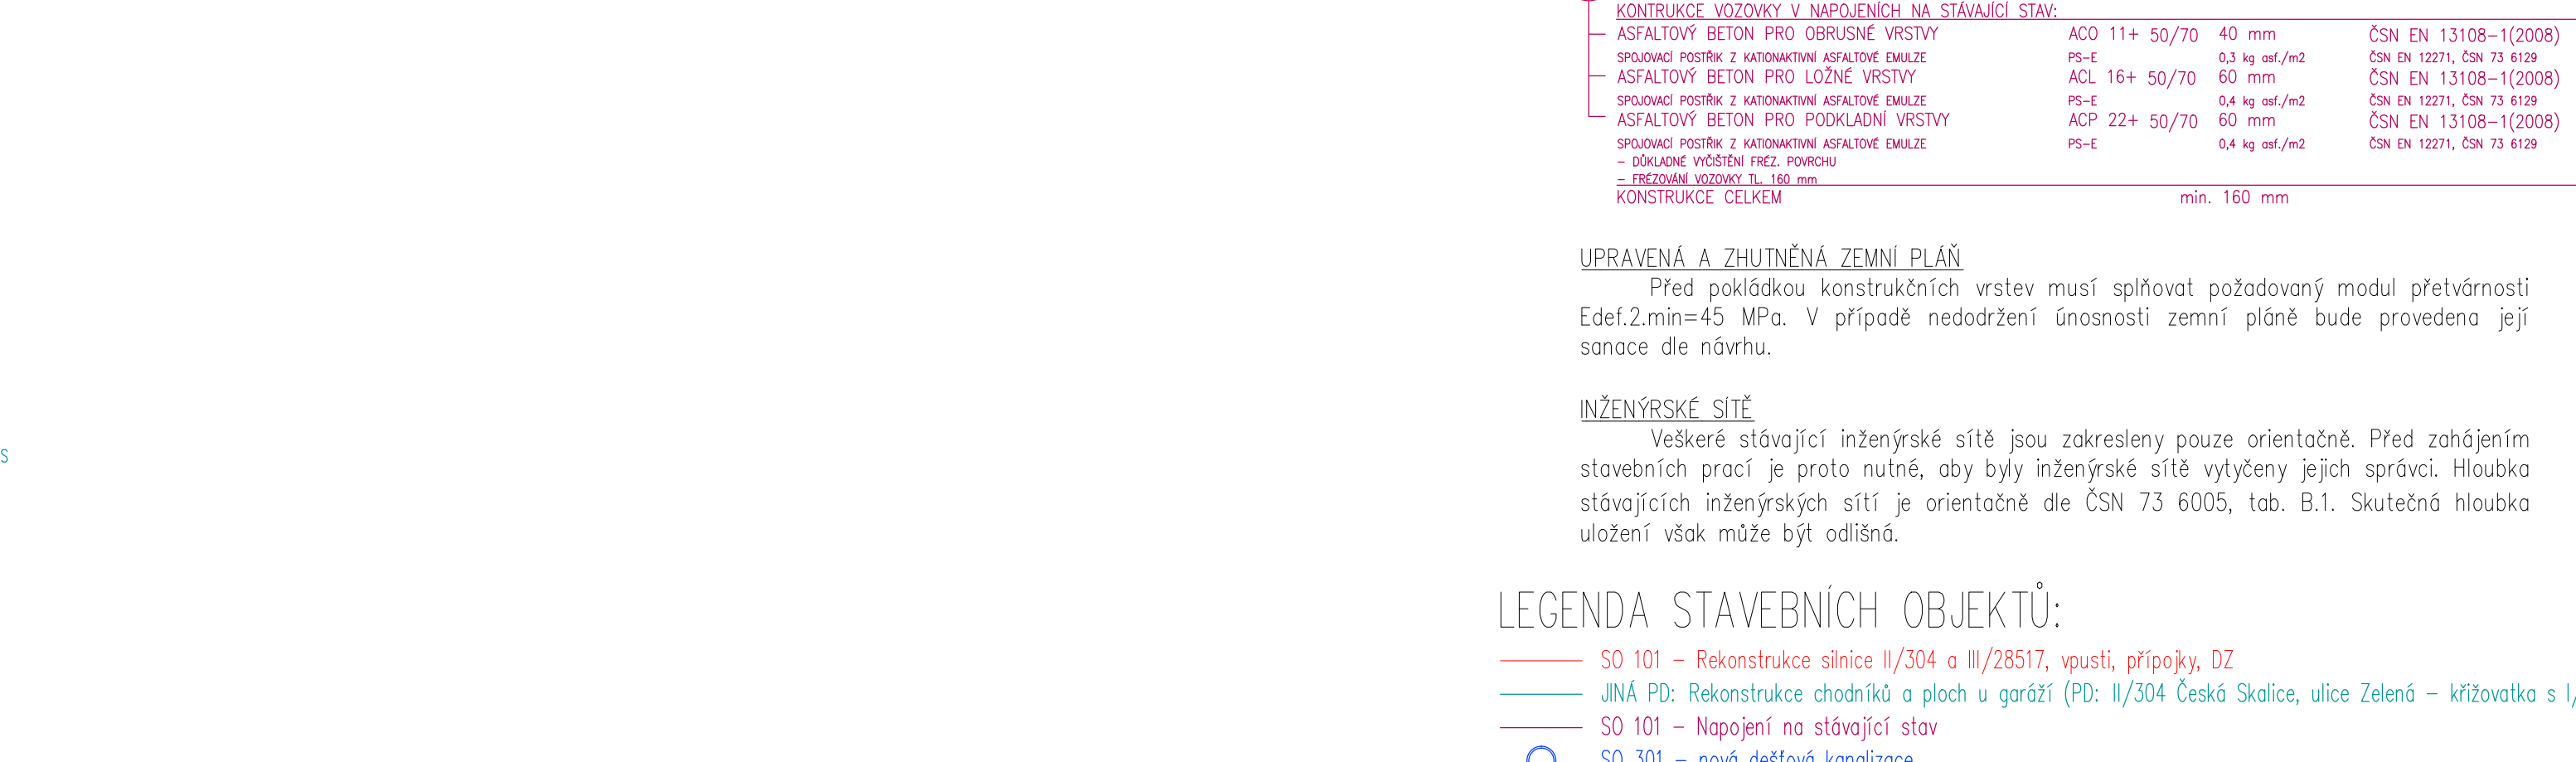 KONTRUKCE VOZOVKY V NAPOJENÍCH NA STÁVAJÍCÍ STAV:
ASFALTOVÝ BETON PRO OBRUSNÉ VRSTVY ACO 11+ 50/70 40 mm ČSN EN 13108-1(2008)
SPOJOVACÍ POSTŘIK Z KATIONAKTIVNÍ ASFALTOVÉ EMULZE PS-E 0,3 kg asf./m2 ČSN EN 12271, ČSN 73 6129
ASFALTOVÝ BETON PRO LOŽNÉ VRSTVY ACL 16+ 50/70 60 mm ČSN EN 13108-1(2008)
SPOJOVACÍ POSTŘIK Z KATIONAKTIVNÍ ASFALTOVÉ EMULZE PS-E 0,4 kg asf./m2 ČSN EN 12271, ČSN 73 6129
ASFALTOVÝ BETON PRO PODKLADNÍ VRSTVY ACP 22+ 50/70 60 mm ČSN EN 13108-1(2008)
SPOJOVACÍ POSTŘIK Z KATIONAKTIVNÍ ASFALTOVÉ EMULZE PS-E 0,4 kg asf./m2 ČSN EN 12271, ČSN 73 6129
- DŮKLADNÉ VYČIŠTĚNÍ FRÉZ. POVRCHU
- FRÉZOVÁNÍ VOZOVKY TL. 160 mm
KONSTRUKCE CELKEM min. 160 mm
UPRAVENÁ A ZHUTNĚNÁ ZEMNÍ PLÁŇ
Před pokládkou konstrukčních vrstev musí splňovat požadovaný modul přetvárnosti
Edef.2.min=45 MPa. V případě nedodržení únosnosti zemní pláně bude provedena její
sanace dle návrhu.
INŽENÝRSKÉ SÍTĚ
Veškeré stávající inženýrské sítě jsou zakresleny pouze orientačně. Před zahájením
stavebních prací je proto nutné, aby byly inženýrské sítě vytyčeny jejich správci. Hloubka
stávajících inženýrských sítí je orientačně dle ČSN 73 6005, tab. B.1. Skutečná hloubka
uložení však může být odlišná.
S
LEGENDA STAVEBNÍCH OBJEKTŮ:
SO 101 - Rekonstrukce silnice II/304 a III/28517, vpusti, přípojky, DZ
JINÁ PD: Rekonstrukce chodníků a ploch u garáží (PD: II/304 Česká Skalice, ulice Zelená - křižovatka s I/
SO 101 - Napojení na stávající stav
SO 301 - nová dešťová kanalizace